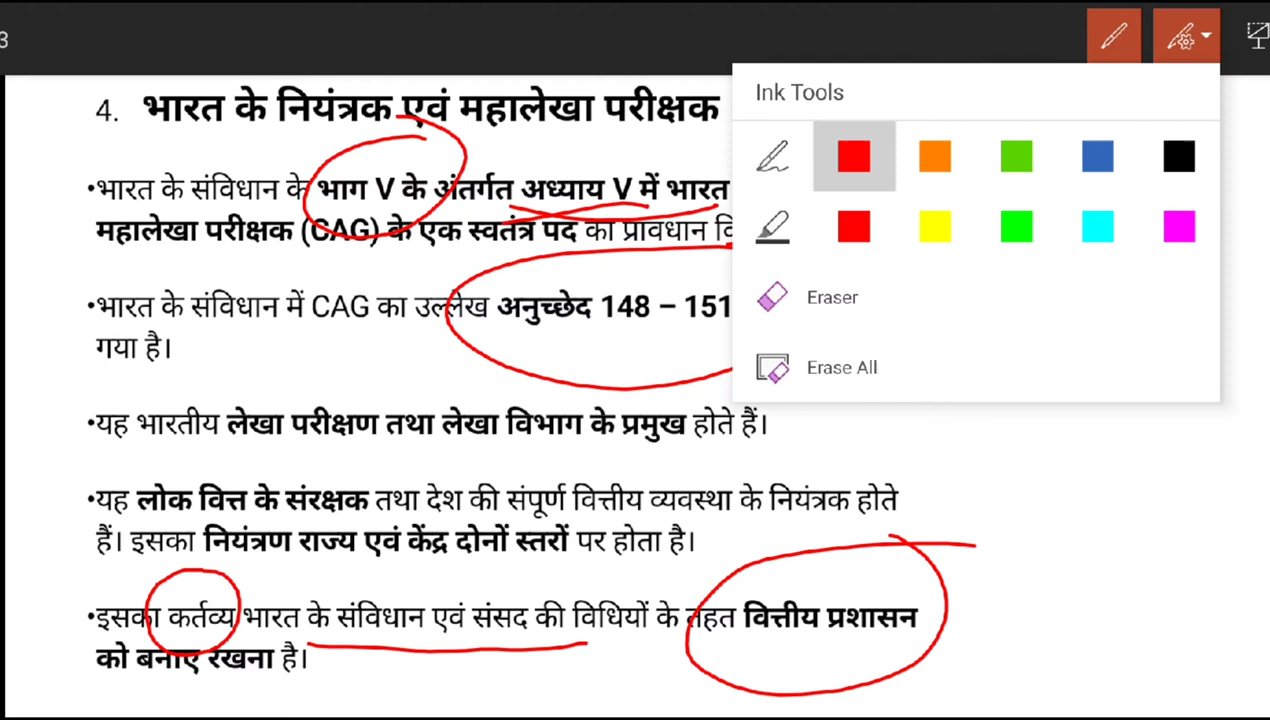 3
4. भारत के नियंत्रक एवं महालेखा परीक्षक
Ink Tools
•भारत के संविधान के भाग V के अंतर्गत अध्याय V में भारत
महालेखा परीक्षक (CAG) के एक स्वतंत्र पद का प्रावधान
•भारत के संविधान में CAG का उल्लेख अनुच्छेद 148 – 151
Eraser
गया है।
Erase All
•यह भारतीय लेखा परीक्षण तथा लेखा विभाग के प्रमुख होते हैं।
•यह लोक वित्त के संरक्षक तथा देश की संपूर्ण वित्तीय व्यवस्था के नियंत्रक होते
हैं। इसका नियंत्रण राज्य एवं केंद्र दोनों स्तरों पर होता है।
•इसका कर्तव्य भारत के संविधान एवं संसद की विधियों के तहत वित्तीय प्रशासन
को बनाए रखना है।